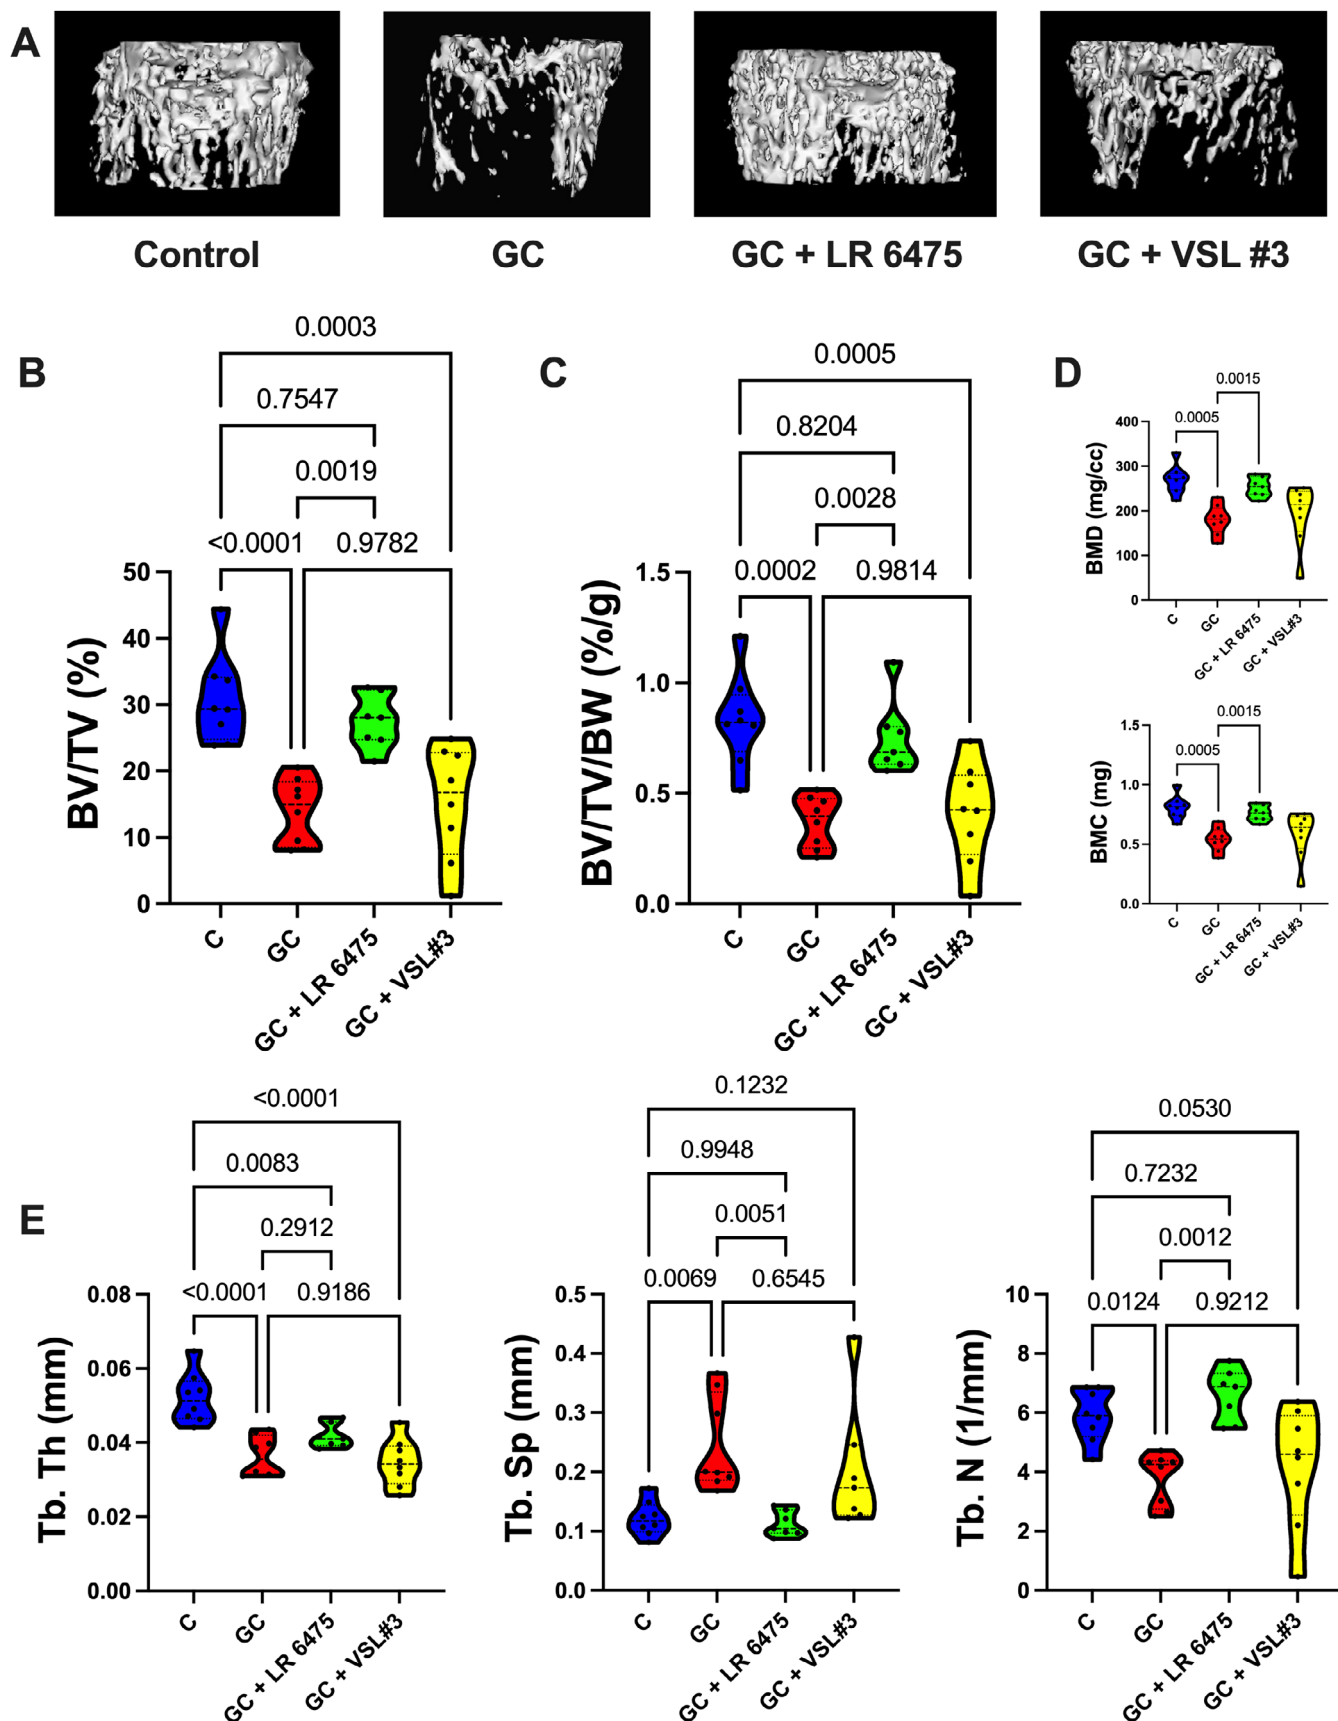 A
Control
GC
GC + LR 6475
GC + VSL #3
B
0.0003
0.7547
0.0019
<0.0001
0.9782
BV/TV (%)
50
40
30
20
10
0
C
GC
GC + LR 6475
GC + VSL#3
C
0.0005
0.8204
0.0028
0.0002
0.9814
BV/TV/BW (%/g)
1.5
1.0
0.5
0.0
C
GC
GC + LR 6475
GC + VSL#3
D
0.0015
0.0005
BMD (mg/cc)
400
300
200
100
0
C
GC
GC + LR 6475
GC + VSL#3
0.0015
0.0005
BMC (mg)
1.5
1.0
0.5
0.0
C
GC
GC + LR 6475
GC + VSL#3
E
<0.0001
0.0083
0.2912
<0.0001
0.9186
Tb. Th (mm)
0.08
0.06
0.04
0.02
0.00
C
GC
GC + LR 6475
GC + VSL#3
0.1232
0.9948
0.0051
0.0069
0.6545
Tb. Sp (mm)
0.5
0.4
0.3
0.2
0.1
0.0
C
GC
GC + LR 6475
GC + VSL#3
0.0530
0.7232
0.0012
0.0124
0.9212
Tb. N (1/mm)
10
8
6
4
2
0
C
GC
GC + LR 6475
GC + VSL#3